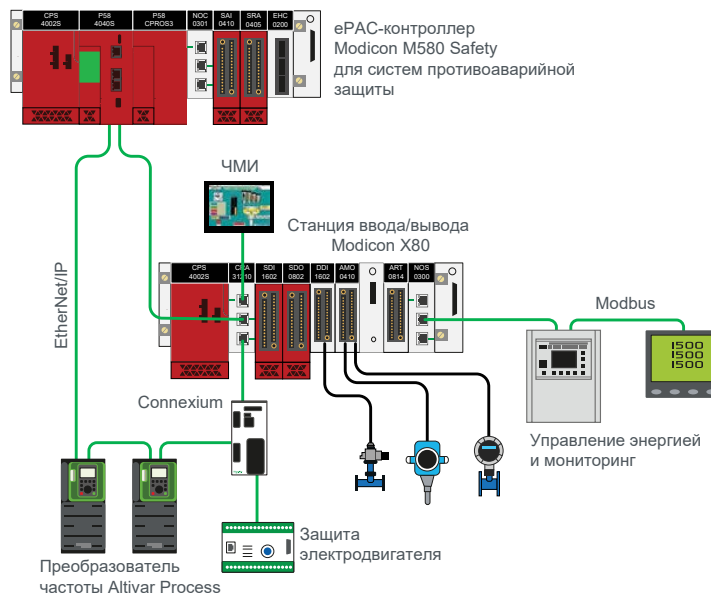 CPS
4002S
P58
4040S
P58
CPROS3
NOC
0301
SAI
0410
SRA
0405
EHC
0200
ePAC-контроллер
Modicon M580 Safety
для систем противоаварийной
защиты
ЧМИ
Станция ввода/вывода
Modicon X80
CPS
4002S
CRA
31210
SDI
1602
SDO
0802
DDI
1602
AMO
0410
ART
0814
NOS
0300
EtherNet/IP
Modbus
1500
1500
1500
Connexium
Управление энергией
и мониторинг
Защита
электродвигателя
Преобразователь
частоты Altivar Process